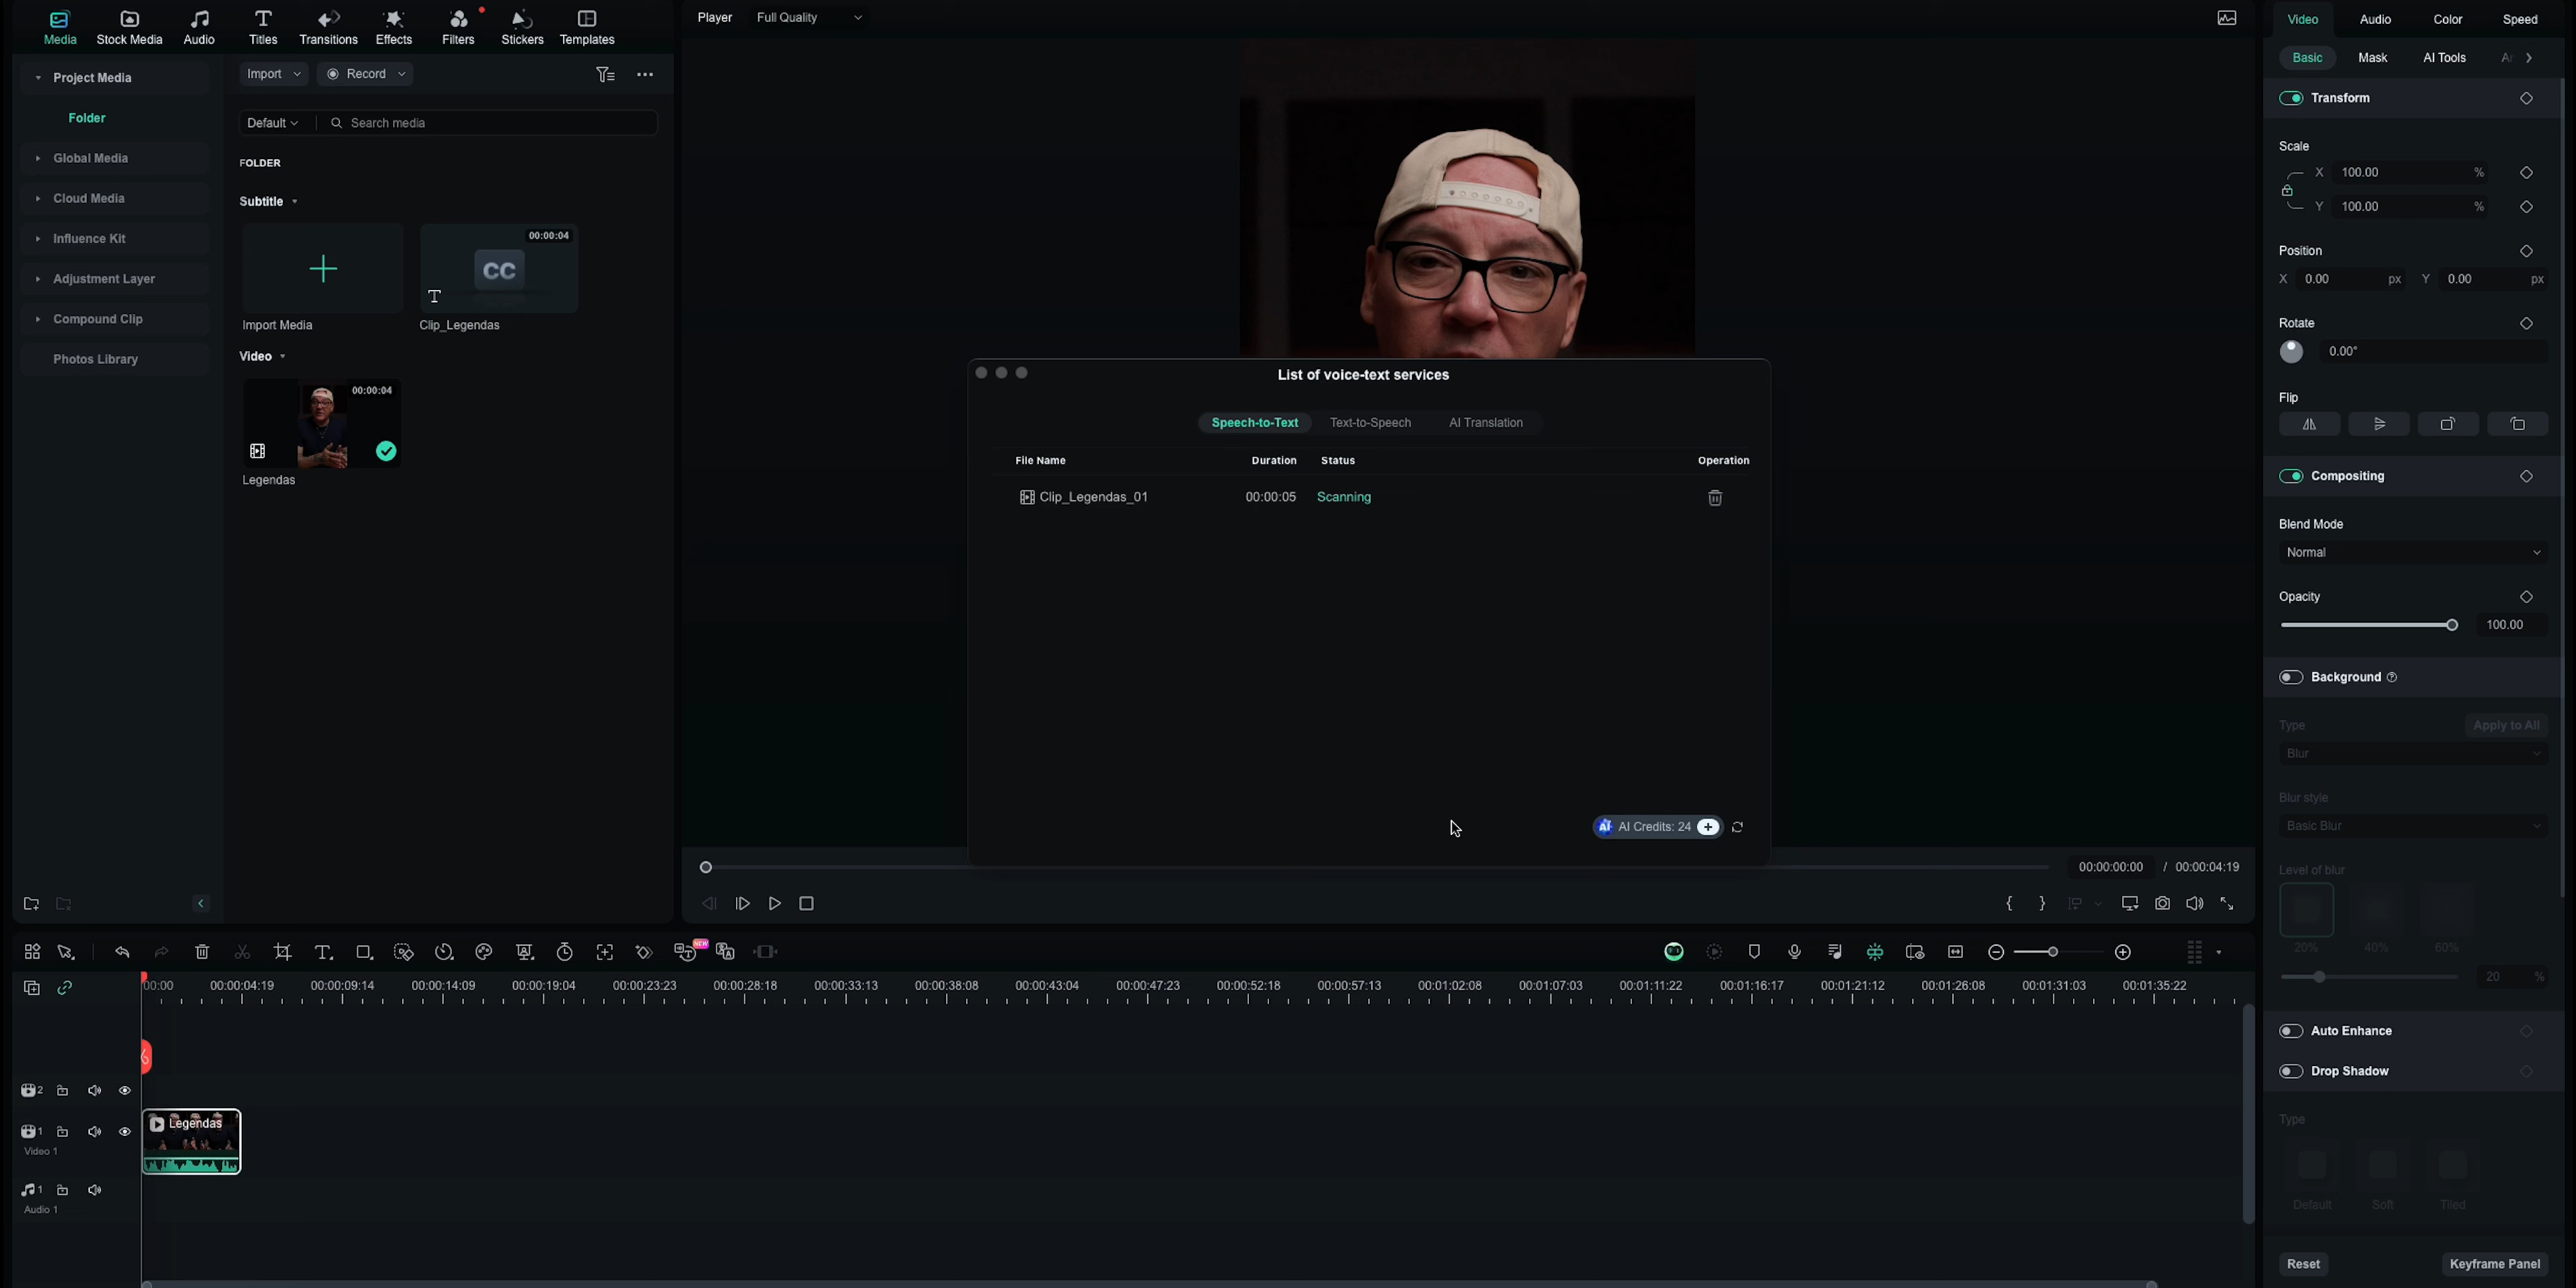 Media
Stock Media
Audio
Titles
Transitions
Effects
Filters
Stickers
Templates
Project Media
Folder
Global Media
Cloud Media
Influence Kit
Adjustment Layer
Compound Clip
Photos Library
Import
Record
Default
Search media
FOLDER
Subtitle
00:00:04
CC
T
Import Media
Clip_Legendas
Video
00:00:04
Legendas
Player
Full Quality
List of voice-text services
Speech-to-Text
Text-to-Speech
AI Translation
File Name
Duration
Status
Operation
Clip_Legendas_01
00:00:05
Scanning
AI
AI Credits: 24
00:00:00:00 / 00:00:04:19
Video
Audio
Color
Speed
Basic
Mask
AI Tools
Transform
Scale
X 100.00 %
Y 100.00 %
Position
X 0.00 px Y 0.00 px
Rotate
0.00°
Flip
Compositing
Blend Mode
Normal
Opacity
100.00
Background
Type
Apply to All
Blur
Blur style
Basic Blur
Level of blur
20% 40% 60%
20 %
Auto Enhance
Drop Shadow
Type
Default
Soft
Tiled
Reset
Keyframe Panel
NEW
00:00
00:00:04:19
00:00:09:14
00:00:14:09
00:00:19:04
00:00:23:23
00:00:28:18
00:00:33:13
00:00:38:08
00:00:43:04
00:00:47:23
00:00:52:18
00:00:57:13
00:01:02:08
00:01:07:03
00:01:11:22
00:01:16:17
00:01:21:12
00:01:26:08
00:01:31:03
00:01:35:22
2
1
Video 1
Legendas
1
Audio 1